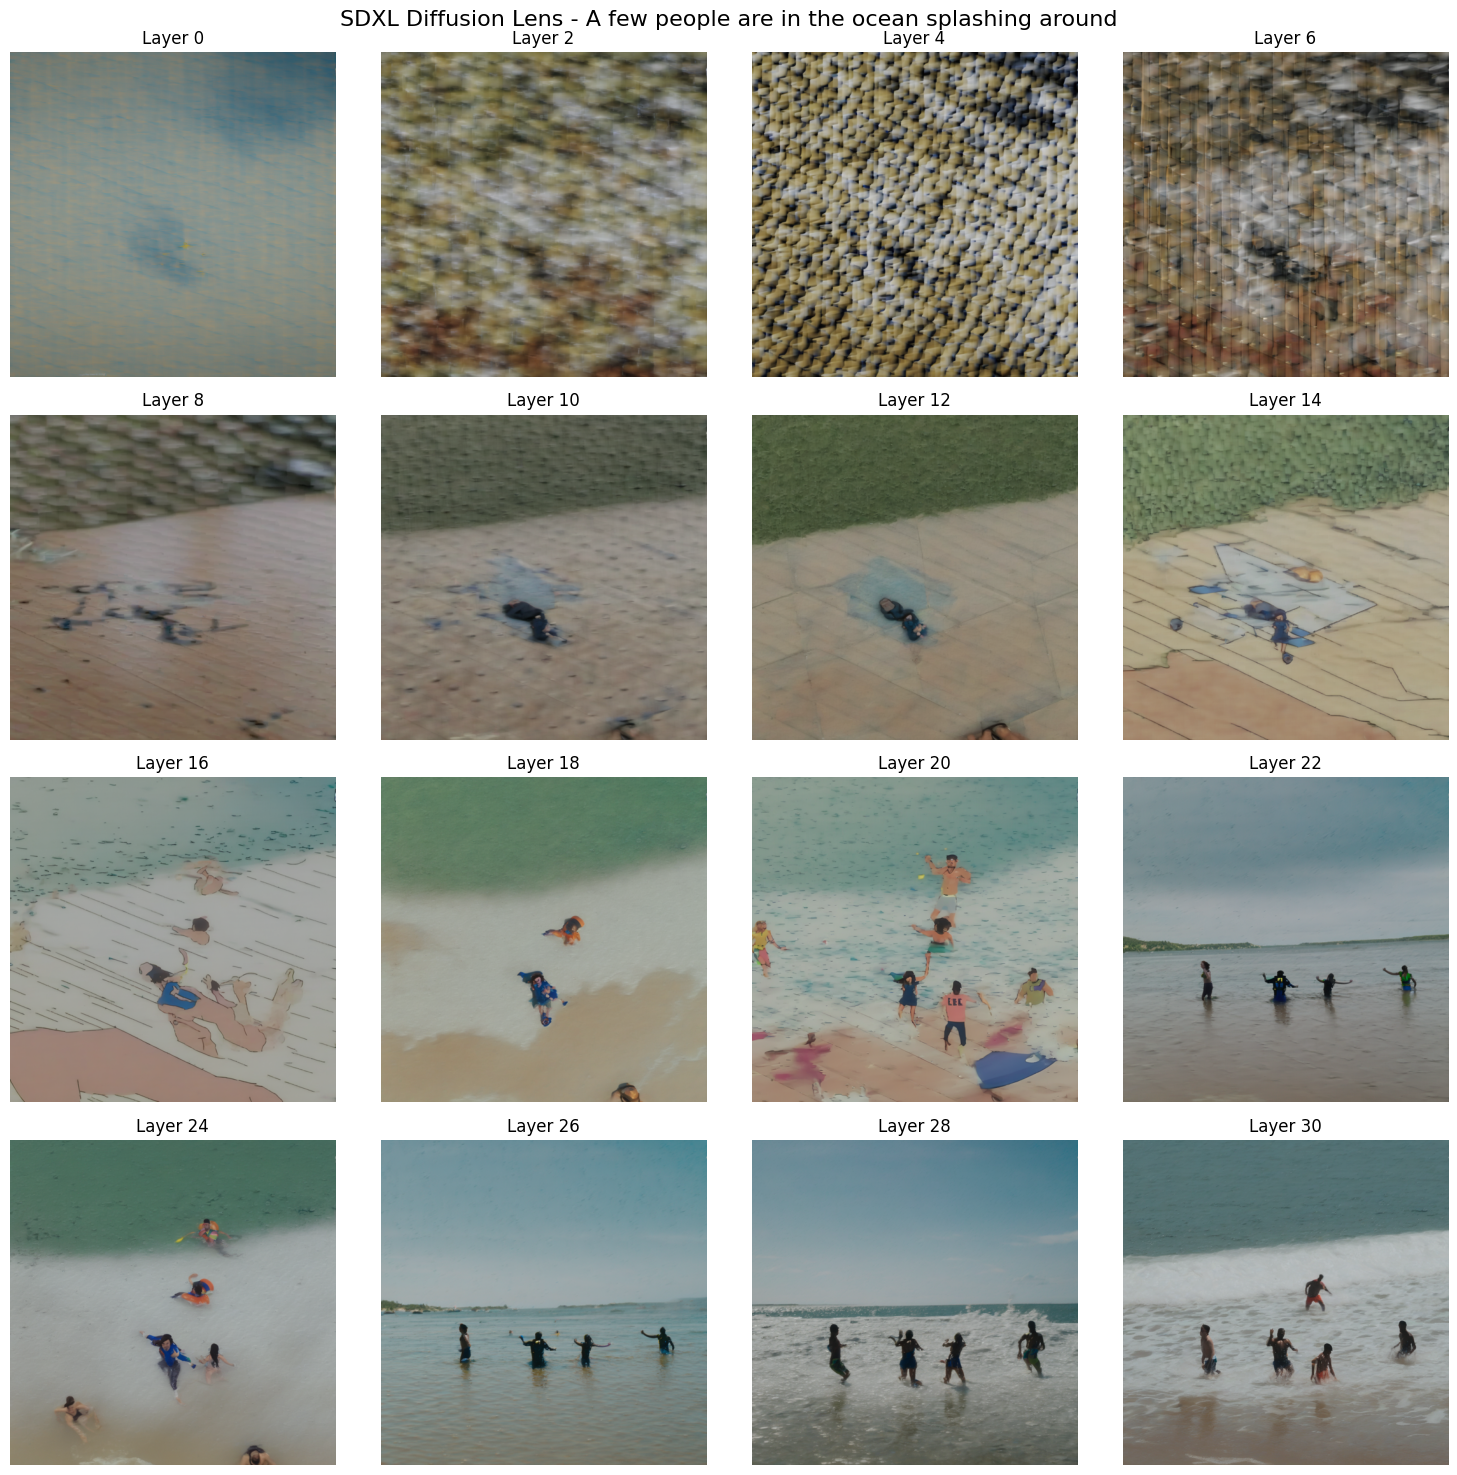 SDXL Diffusion Lens - A few people are in the ocean splashing around
Layer 0
Layer 2
Layer 4
Layer 6
Layer 8
Layer 10
Layer 12
Layer 14
Layer 16
Layer 18
Layer 20
Layer 22
Layer 24
Layer 26
Layer 28
Layer 30